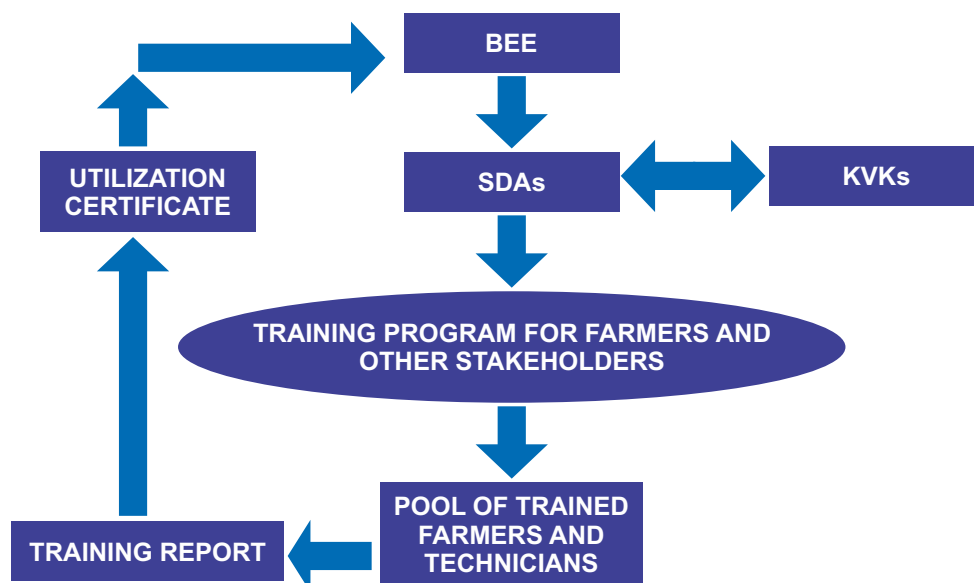 BEE
UTILIZATION
CERTIFICATE
SDAs
KVKs
TRAINING PROGRAM FOR FARMERS AND
OTHER STAKEHOLDERS
POOL OF TRAINED
FARMERS AND
TECHNICIANS
TRAINING REPORT